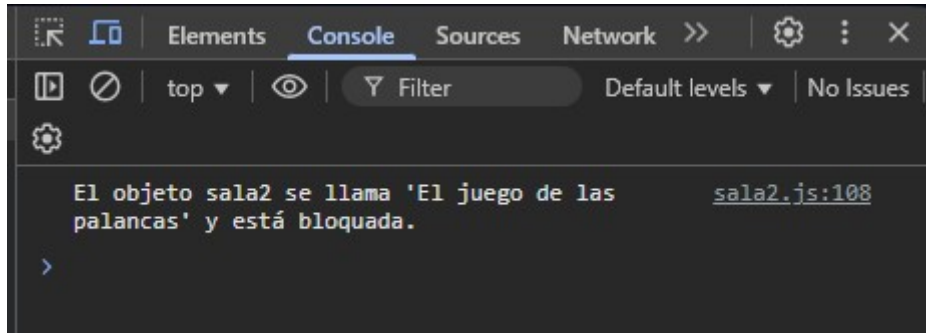 Elements Console Sources Network
top Filter Default levels No Issues
El objeto sala2 se llama 'El juego de las sala2.js:108
palancas' y está bloquada.